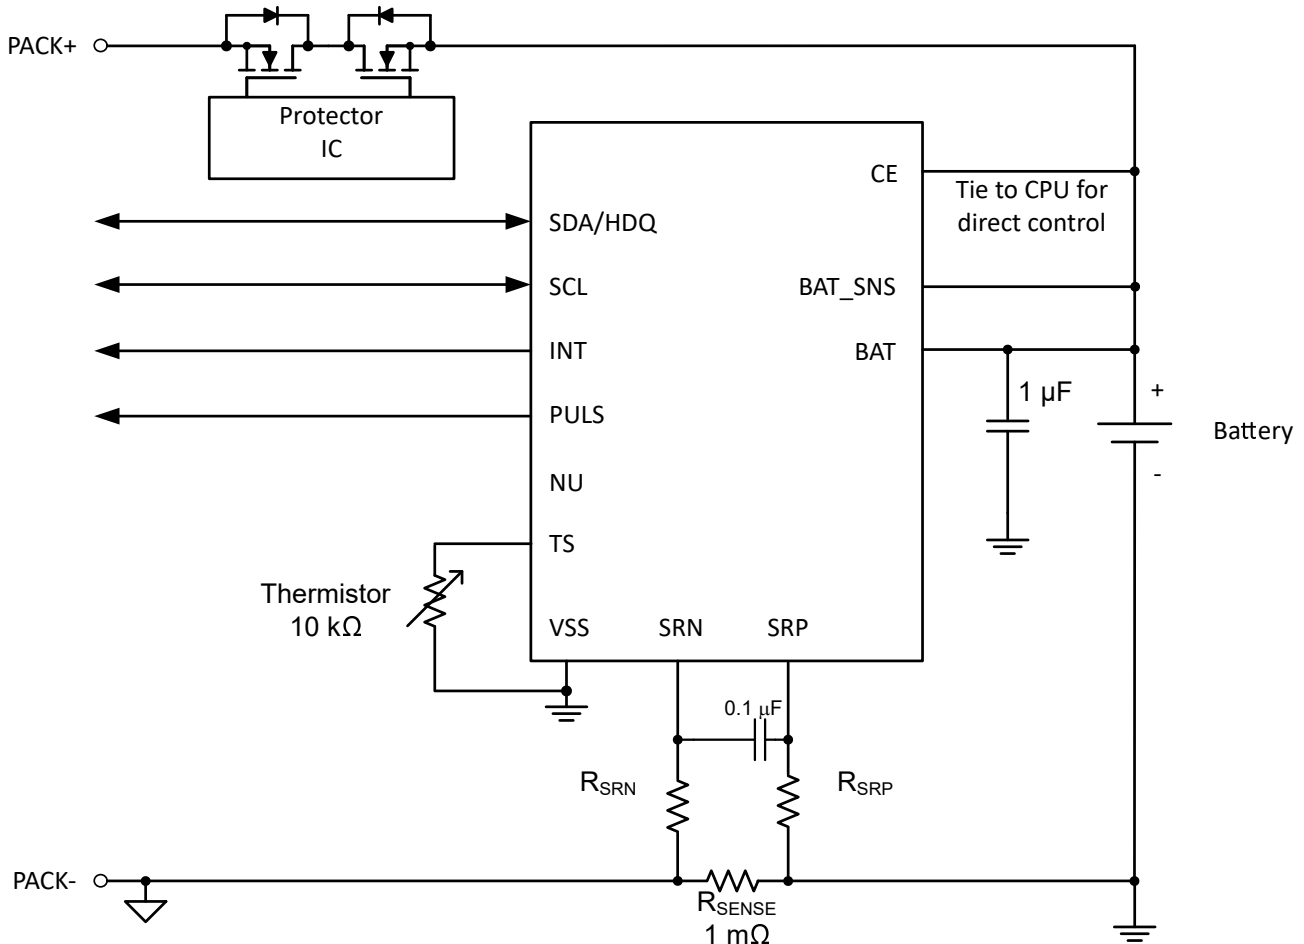 PACK+
Protector
IC
CE
Tie to CPU for
direct control
SDA/HDQ
SCL
BAT_SNS
INT
BAT
1 µF
+
PULS
Battery
-
NU
TS
Thermistor
10 kΩ
VSS
SRN
SRP
0.1 µF
RSRN
RSRP
PACK-
RSENSE
1 mΩ